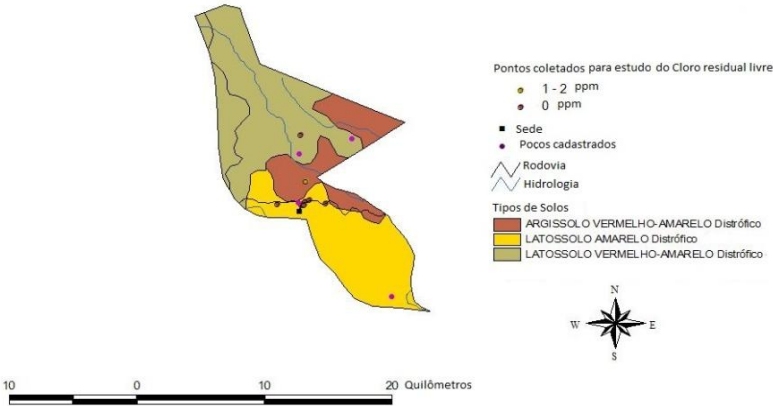 Pontos coletados para estudo do Cloro residual livre
1 - 2 ppm
0 ppm
Sede
Pocos cadastrados
Rodovia
Hidrologia
Tipos de Solos
ARGISSOLO VERMELHO-AMARELO Distrófico
LATOSSOLO AMARELO Distrófico
LATOSSOLO VERMELHO-AMARELO Distrófico
N
W E
S
10 0 10 20 Quilômetros